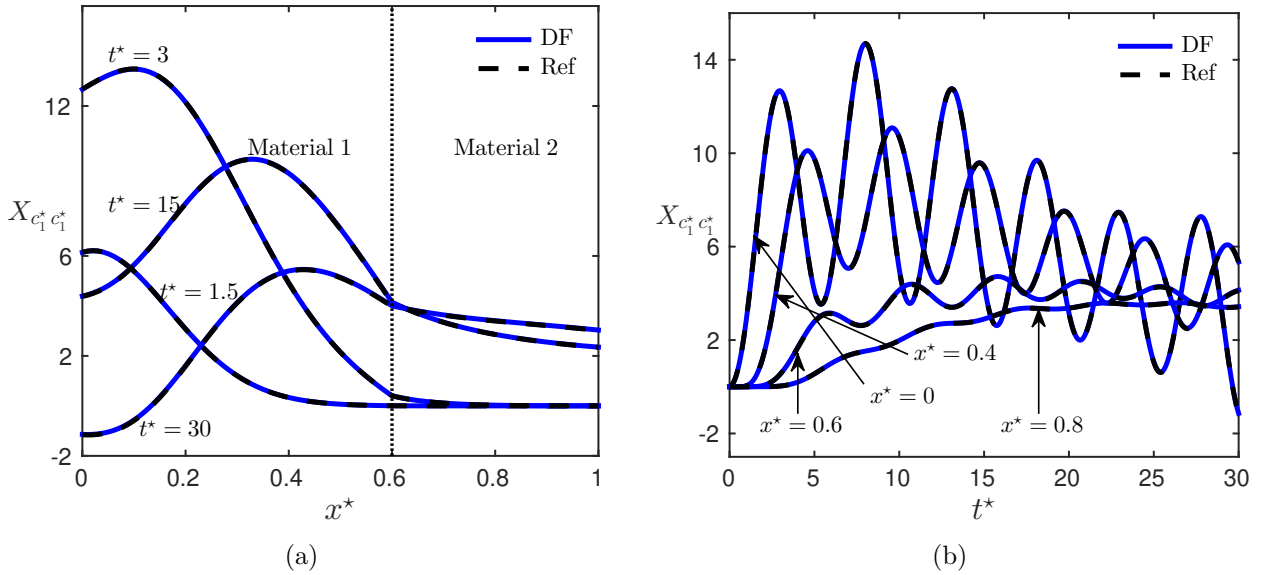 t⋆ = 3
DF
Ref
12
Material 1
Material 2
X c₁⋆ c₁⋆
t⋆ = 15
6
t⋆ = 1.5
2
t⋆ = 30
-2
0 0.2 0.4 0.6 0.8 1
x⋆
(a)
DF
Ref
14
10
X c₁⋆ c₁⋆
6
2
x⋆ = 0.4
x⋆ = 0
x⋆ = 0.6
x⋆ = 0.8
-2
0 5 10 15 20 25 30
t⋆
(b)